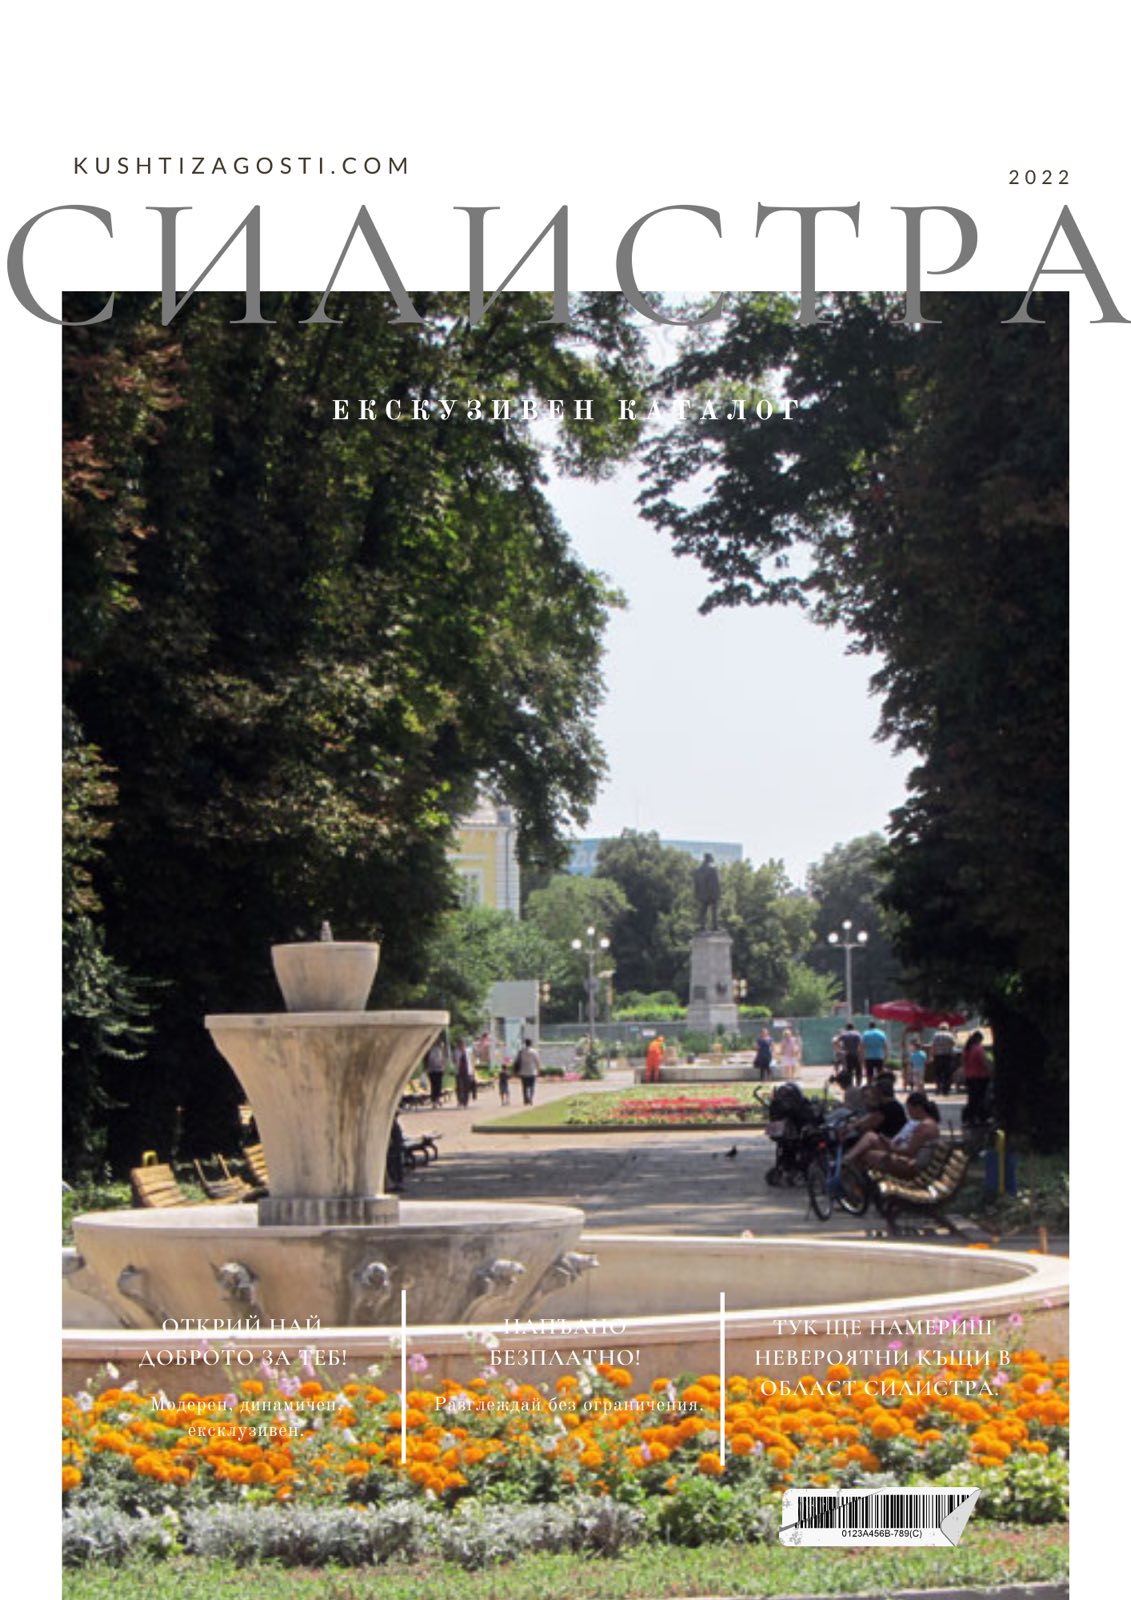 KUSHTIZAGOSTI.COM
2022
СИЛИСТРА
ЕКСКУЗИВЕН КАТАЛОГ
ОТКРИЙ НАЙ-
ДОБРОТО ЗА ТЕБ!
Модерен, динамичен,
ексклузивен.
НАПЪЛНО
БЕЗПЛАТНО!
Разглеждай без ограничения.
ТУК ЩЕ НАМЕРИШ
НЕВЕРОЯТНИ КЪЩИ В
ОБЛАСТ СИЛИСТРА.
0123A456B-789(C)